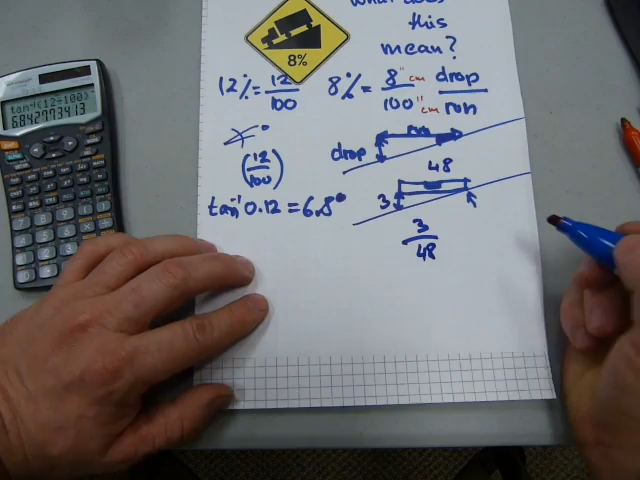 what does
this
mean?
8%
12% = 12/100
8% = 8" cm / 100" cm drop / run
run
drop
(12/100)
48
3
tan⁻¹ 0.12 = 6.8°
3/48
tan⁻¹(12÷100)
6.842773413